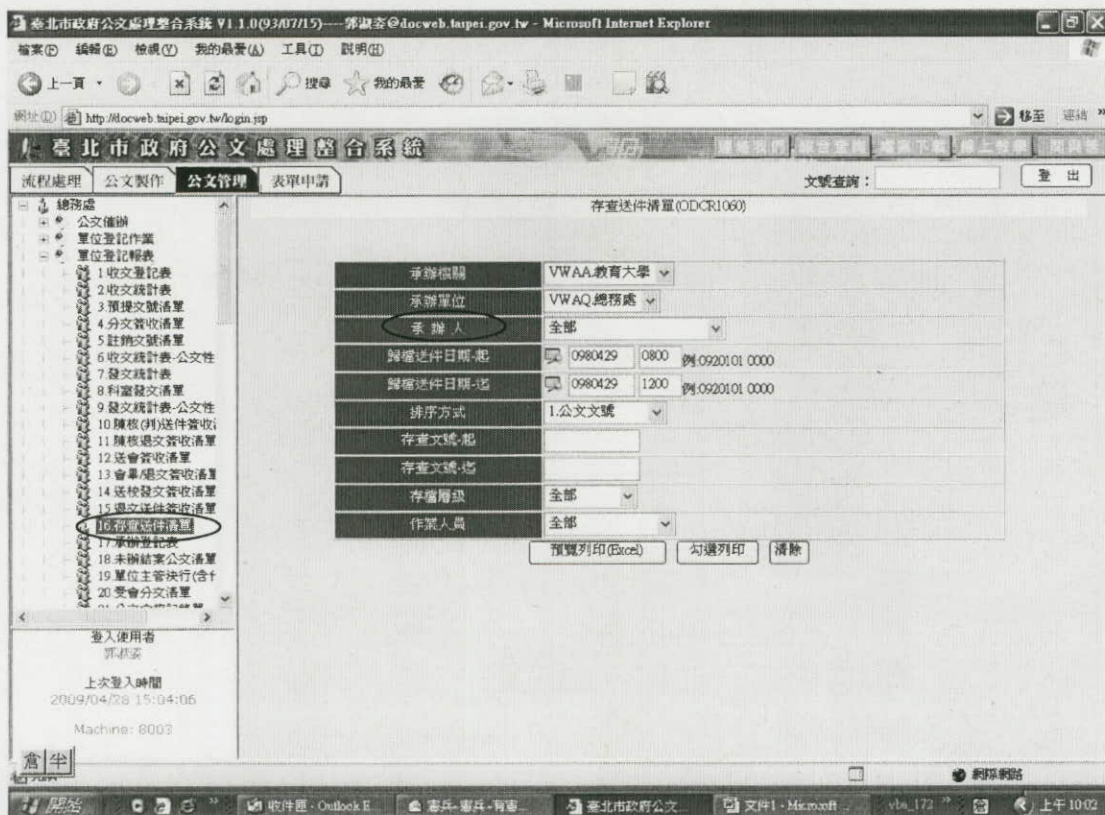 臺北市政府公文處理整合系統 V1.1.0(93/07/15)----郭淑姿@docweb.taipei.gov.tw - Microsoft Internet Explorer
檔案(F) 編輯(E) 檢視(V) 我的最愛(A) 工具(T) 說明(H)
上一頁 搜尋 我的最愛
網址(D) http://docweb.taipei.gov.tw/login.jsp 移至 連結 »
臺北市政府公文處理整合系統
流程處理 公文製作 公文管理 表單申請 文號查詢： 登 出
存查送件清單(ODCR1060)
總務處
公文催辦
單位登記作業
單位登記報表
1 收文登記表
2 收文統計表
3.預提文號清單
4.分文簽收清單
5 註銷文號清單
6 收文統計表-公文性
7.發文統計表
8 科室發文清單
9 發文統計表-公文性
10 陳核(判)送件簽收
11 陳核退文簽收清單
12 送會簽收清單
13 會畢/退文簽收清單
14 送校發文簽收清單
15 退文送件簽收清單
16.存查送件清單
17.承辦登記表
18 未辦結案公文清單
19 單位主管決行(含
20 受會分文清單
承辦機關 VWAA.教育大學
承辦單位 VWAQ.總務處
承 辦 人 全部
歸檔送件日期-起 0980429 0800 例:0920101 0000
歸檔送件日期-迄 0980429 1200 例:0920101 0000
排序方式 1.公文文號
存查文號-起
存查文號-迄
存檔層級 全部
作業人員 全部
預覽列印(Excel) 勾選列印 清除
登入使用者
郭淑姿
上次登入時間
2009/04/28 15:04:06
Machine: 8003
倉 半
網際網路
開始 » 收件匣 - Outlook E... 臺北市政府公文... 文件1 - Microsoft ... vbs_172 » 上午 10:02